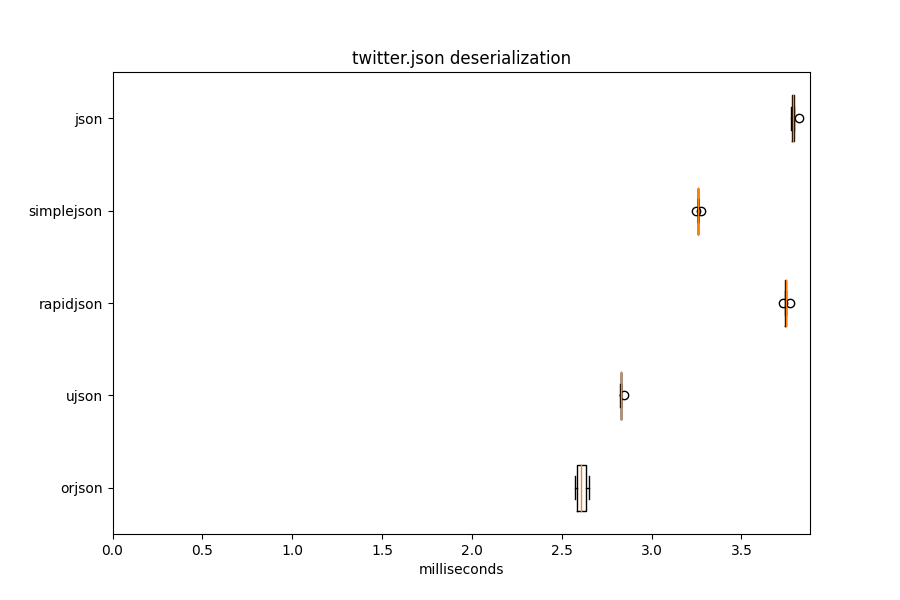 twitter.json deserialization
json
simplejson
rapidjson
ujson
orjson
0.0 0.5 1.0 1.5 2.0 2.5 3.0 3.5
milliseconds